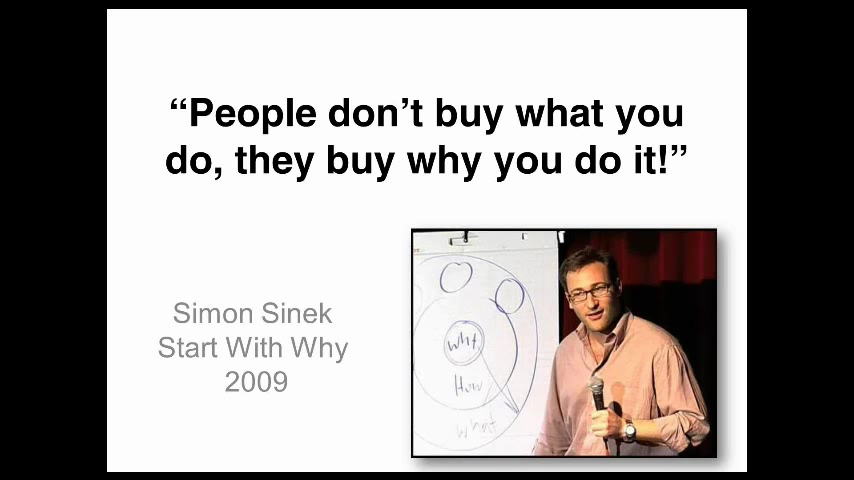 “People don’t buy what you
do, they buy why you do it!”
Simon Sinek
Start With Why
2009
Why
How
What